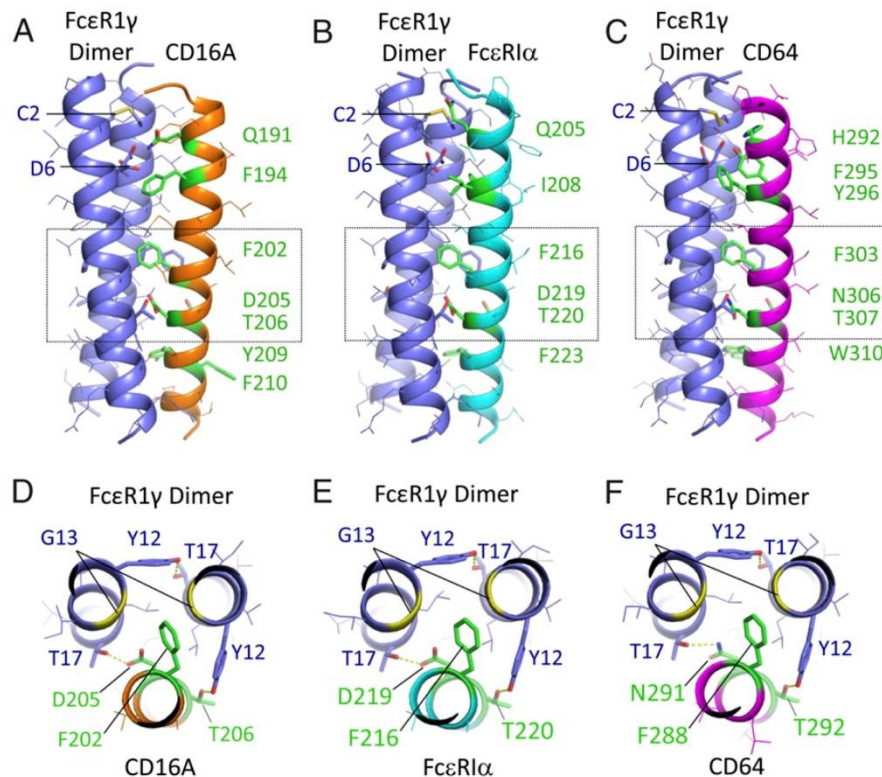 A
FcεR1γ
Dimer
CD16A
C2
D6
Q191
F194
F202
D205
T206
Y209
F210
B
FcεR1γ
Dimer
FcεRIα
Q205
I208
F216
D219
T220
F223
C
FcεR1γ
Dimer
CD64
C2
D6
H292
F295
Y296
F303
N306
T307
W310
D
FcεR1γ Dimer
G13
Y12
T17
T17
Y12
D205
F202
T206
CD16A
E
FcεR1γ Dimer
G13
Y12
T17
T17
Y12
D219
F216
T220
FcεRIα
F
FcεR1γ Dimer
G13
Y12
T17
T17
Y12
N291
F288
T292
CD64